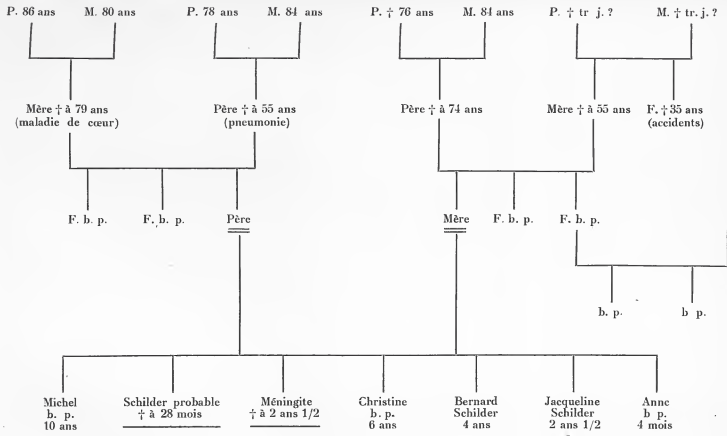 P. 86 ans M. 80 ans P. 78 ans M. 84 ans P. † 76 ans M. 84 ans P. † tr j. ? M. † tr. j. ?
Mère † à 79 ans Père † à 55 ans Père † à 74 ans Mère † à 55 ans F. † 35 ans
(maladie de cœur) (pneumonie) (accidents)
F. b. p. F. b. p. Père Mère F. b. p. F. b. p.
b. p. b p.
Michel Schilder probable Méningite Christine Bernard Jacqueline Anne
b. p. † à 28 mois † à 2 ans 1/2 b. p. Schilder Schilder b p.
10 ans 6 ans 4 ans 2 ans 1/2 4 mois